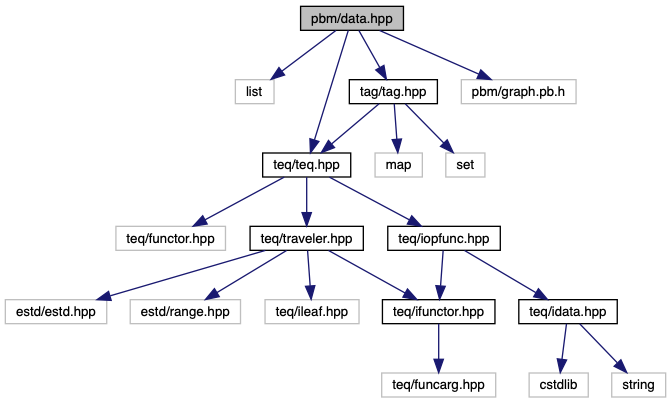 pbm/data.hpp
list
tag/tag.hpp
pbm/graph.pb.h
teq/teq.hpp
map
set
teq/functor.hpp
teq/traveler.hpp
teq/iopfunc.hpp
estd/estd.hpp
estd/range.hpp
teq/ileaf.hpp
teq/ifunctor.hpp
teq/idata.hpp
teq/funcarg.hpp
cstdlib
string